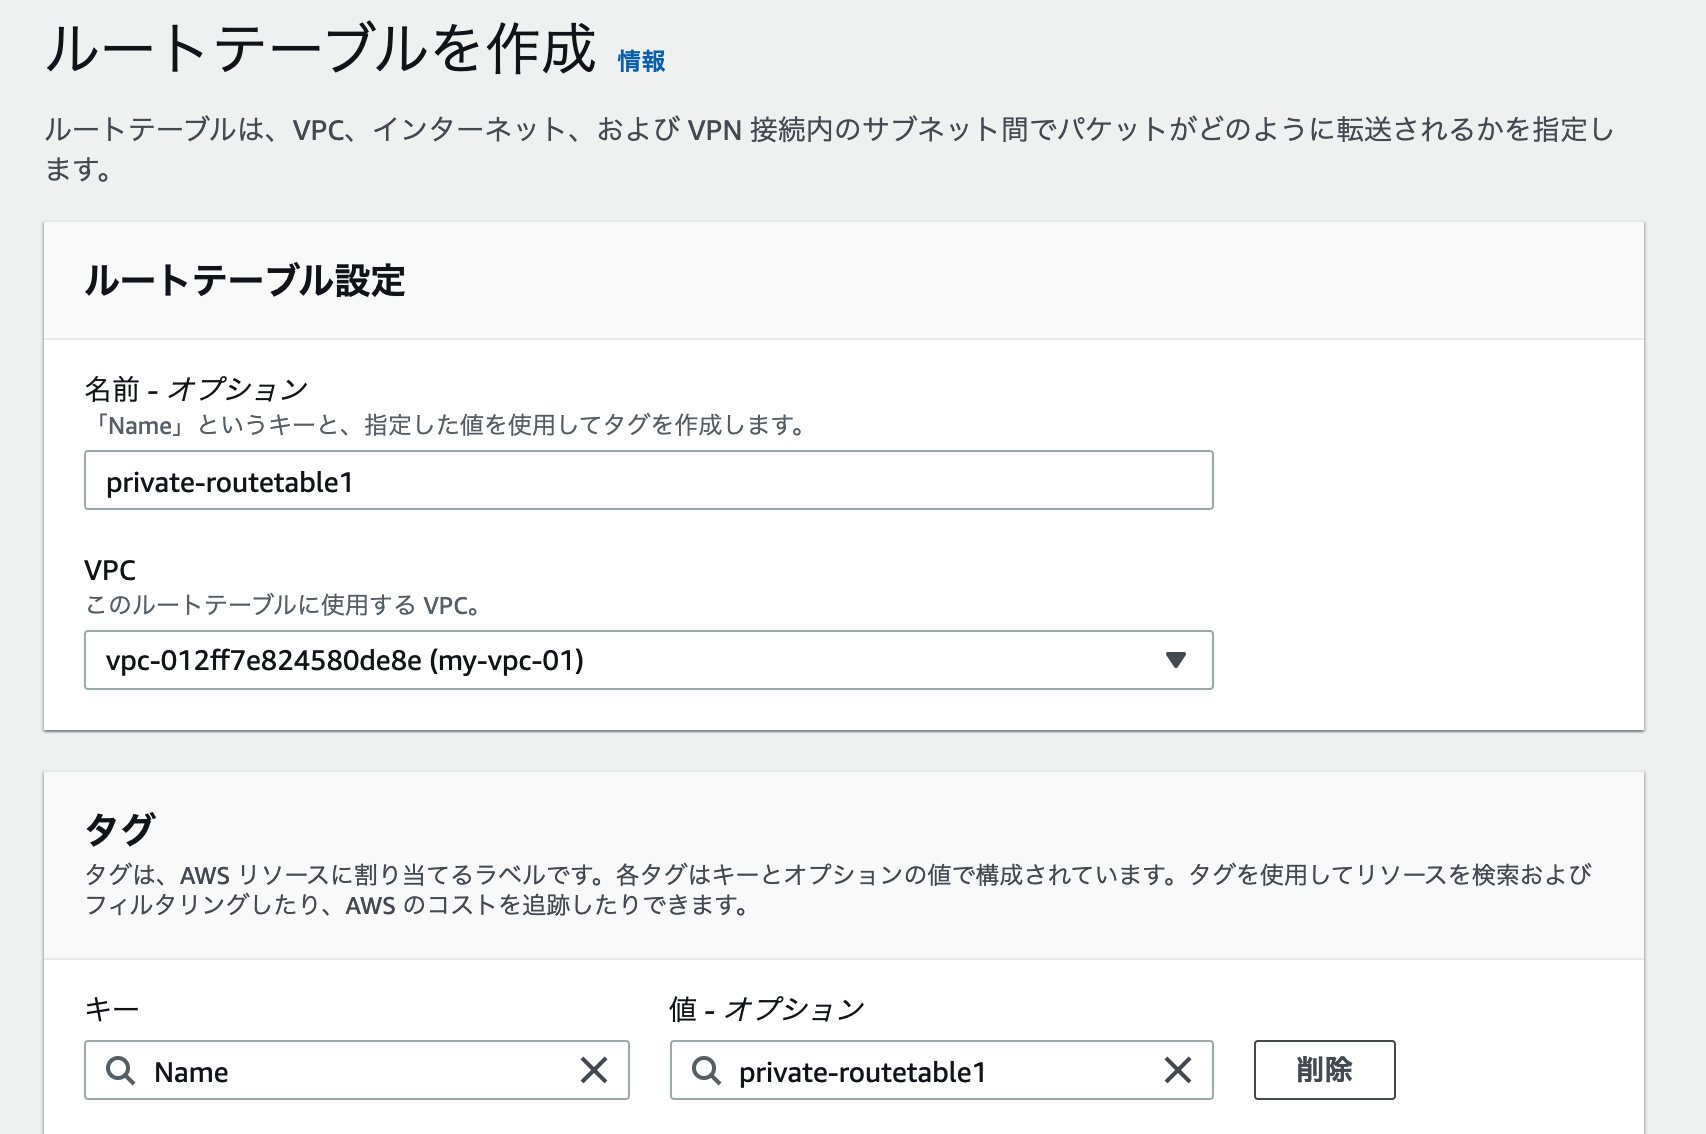 ルートテーブルを作成 情報
ルートテーブルは、VPC、インターネット、および VPN 接続内のサブネット間でパケットがどのように転送されるかを指定し
ます。
ルートテーブル設定
名前 - オプション
「Name」というキーと、指定した値を使用してタグを作成します。
private-routetable1
VPC
このルートテーブルに使用する VPC。
vpc-012ff7e824580de8e (my-vpc-01)
タグ
タグは、AWS リソースに割り当てるラベルです。各タグはキーとオプションの値で構成されています。タグを使用してリソースを検索および
フィルタリングしたり、AWS のコストを追跡したりできます。
キー 値 - オプション
Name private-routetable1 削除